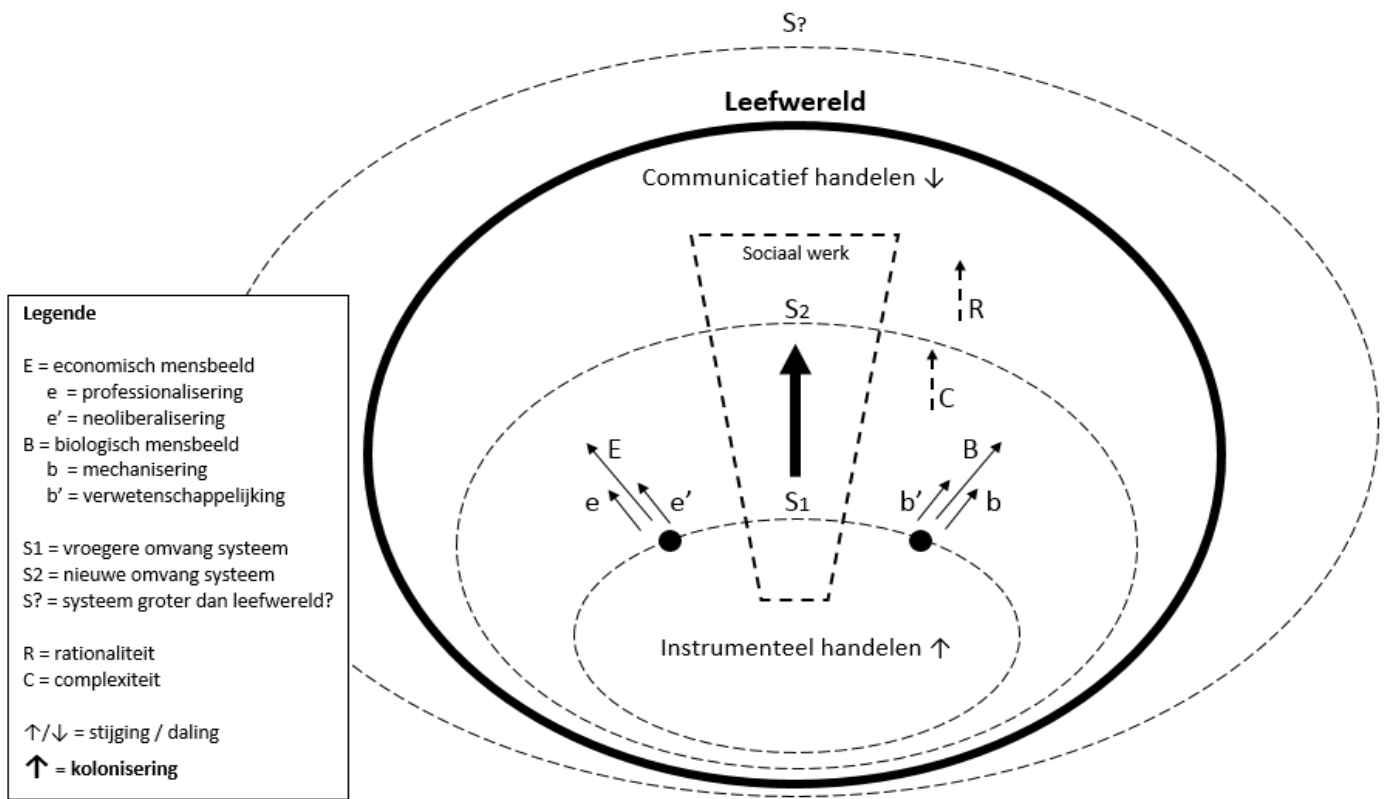 S?
Leefwereld
Communicatief handelen ↓
Sociaal werk
R
S2
C
E
B
e
e’
S1
b’
b
Instrumenteel handelen ↑
Legende
E = economisch mensbeeld
e = professionalisering
e’ = neoliberalisering
B = biologisch mensbeeld
b = mechanisering
b’ = verwetenschappelijking
S1 = vroegere omvang systeem
S2 = nieuwe omvang systeem
S? = systeem groter dan leefwereld?
R = rationaliteit
C = complexiteit
↑/↓ = stijging / daling
↑ = kolonisering